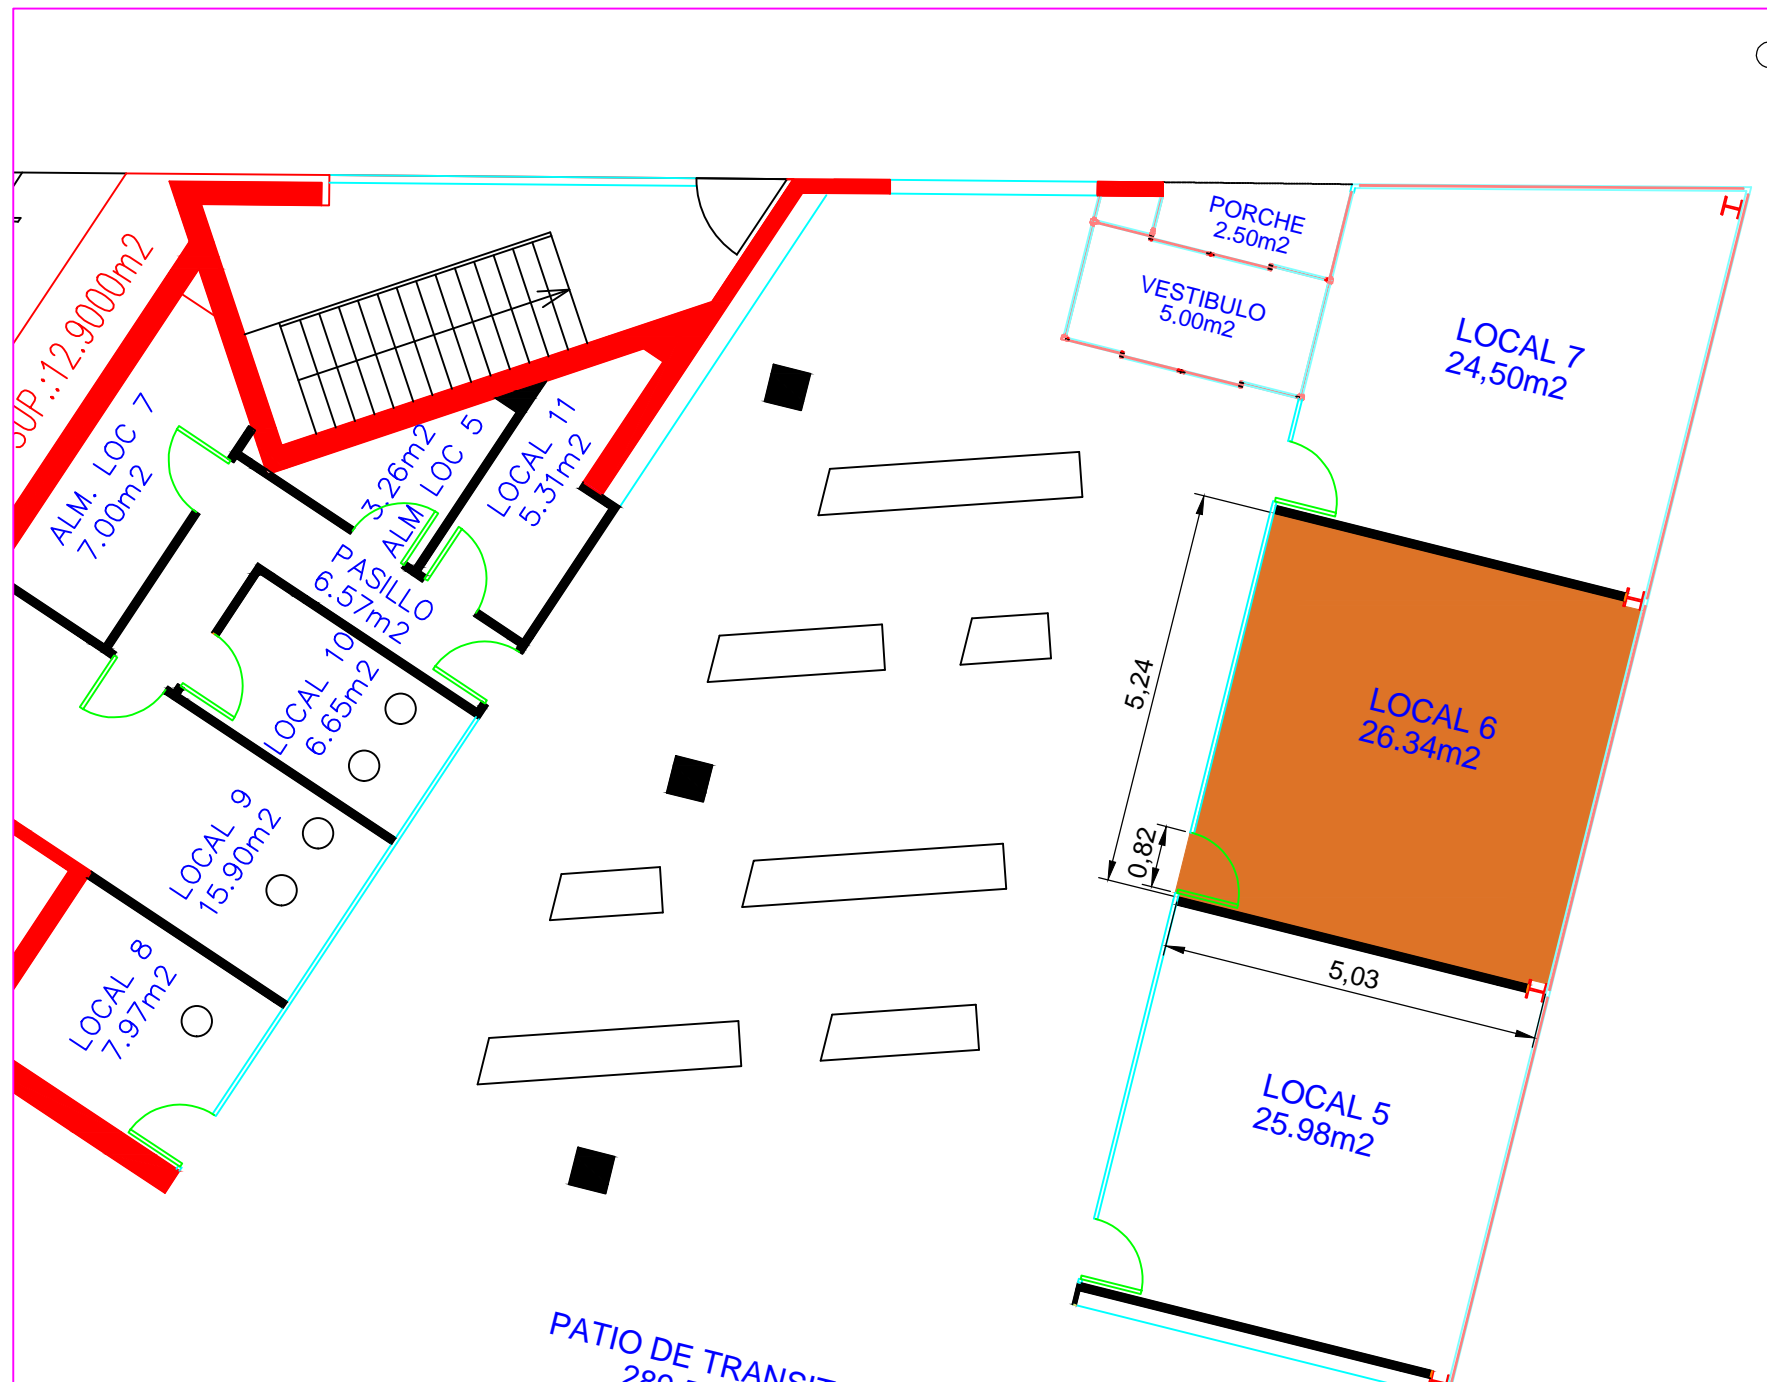 PORCHE
2.50m2
VESTIBULO
5.00m2
LOCAL 7
24,50m2
SUP.:12.9000m2
ALM. LOC 7
7.00m2
3.26m2
ALM LOC 5
LOCAL 11
5.31m2
PASILLO
6.57m2
LOCAL 10
6.65m2
5,24
LOCAL 6
26.34m2
0,82
LOCAL 9
15.90m2
5,03
LOCAL 8
7.97m2
LOCAL 5
25.98m2
PATIO DE TRANSIT